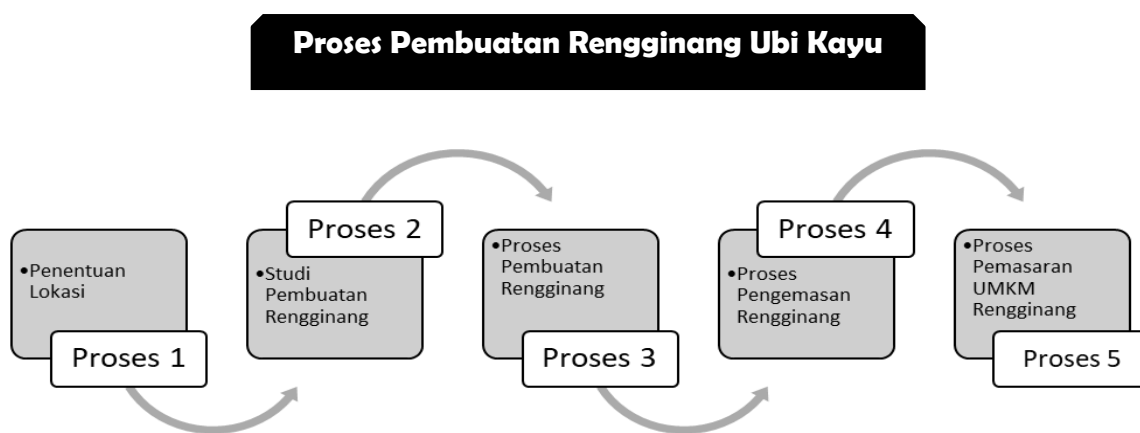 Proses Pembuatan Rengginang Ubi Kayu
•Penentuan
Lokasi
Proses 1
Proses 2
•Studi
Pembuatan
Rengginang
•Proses
Pembuatan
Rengginang
Proses 3
Proses 4
•Proses
Pengemasan
Rengginang
•Proses
Pemasaran
UMKM
Rengginang
Proses 5